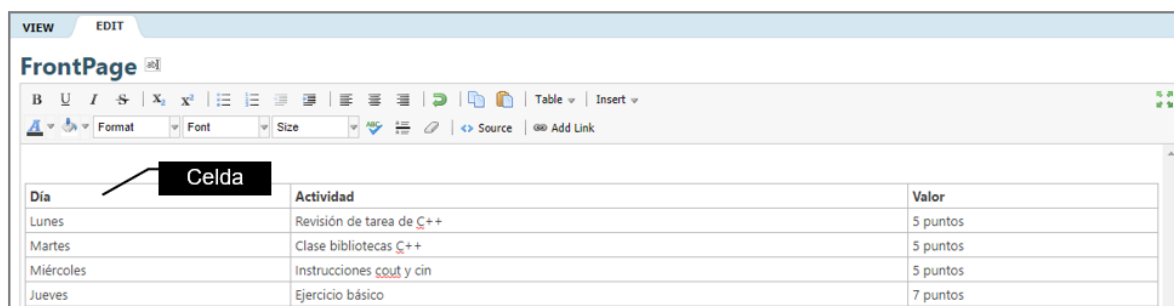 VIEW EDIT
FrontPage
B U I S X₂ X² Table Insert
A Format Font Size ABC Source Add Link
Celda
Día Actividad Valor
Lunes Revisión de tarea de C++ 5 puntos
Martes Clase bibliotecas C++ 5 puntos
Miércoles Instrucciones cout y cin 5 puntos
Jueves Ejercicio básico 7 puntos